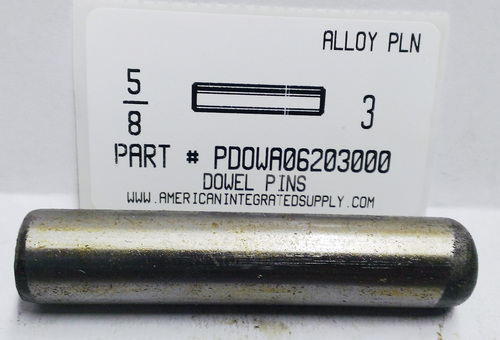 ALLOY PLN
5/8 3
PART # PDOWA06203000
DOWEL PINS
WWW.AMERICANINTEGRATEDSUPPLY.COM